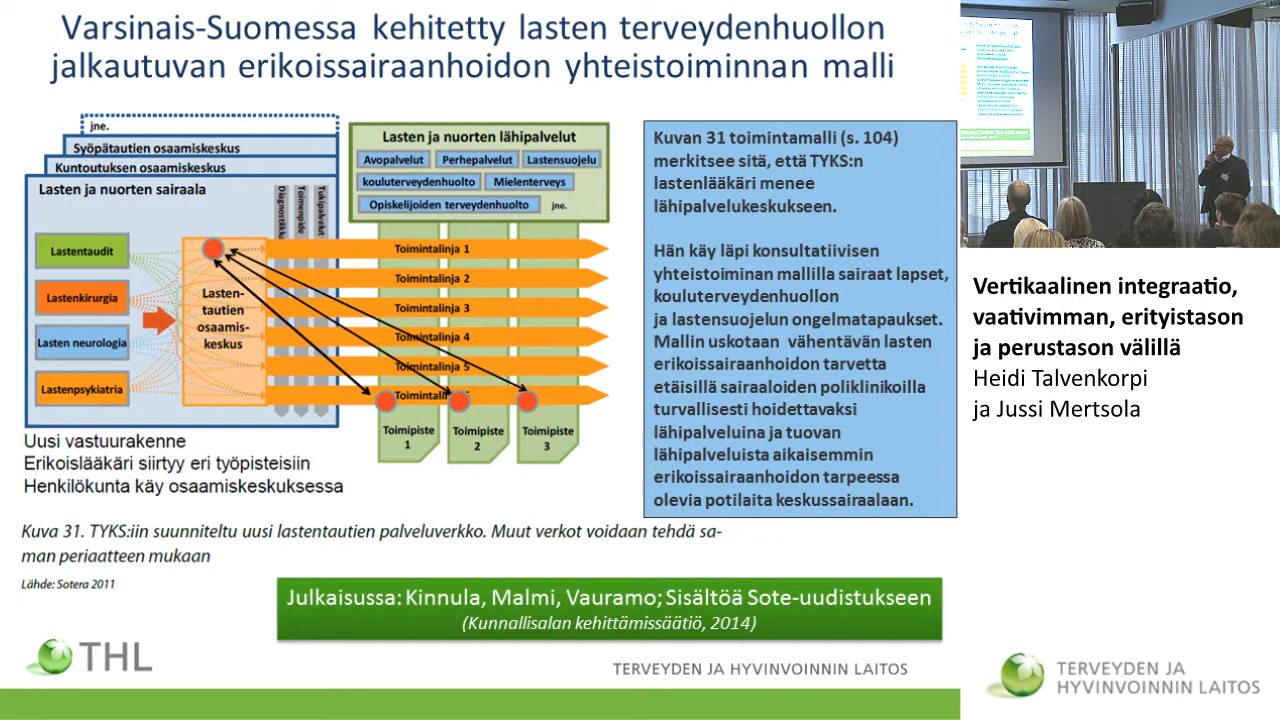 Varsinais-Suomessa kehitetty lasten terveydenhuollon
jalkautuvan erikoissairaanhoidon yhteistoiminnan malli
jne.
Syöpätautien osaamiskeskus
Kuntoutuksen osaamiskeskus
Lasten ja nuorten sairaala
Diagnostiikka
Toimenpide
Tukipalvelut
Lastentaudit
Lastenkirurgia
Lasten neurologia
Lastenpsykiatria
Lasten-
tautien
osaamis-
keskus
Lasten ja nuorten lähipalvelut
Avopalvelut
Perhepalvelut
Lastensuojelu
kouluterveydenhuolto
Mielenterveys
Opiskelijoiden terveydenhuolto
jne.
Toimintalinja 1
Toimintalinja 2
Toimintalinja 3
Toimintalinja 4
Toimintalinja 5
Toimintalin
Toimipiste
1
Toimipiste
2
Toimipiste
3
Uusi vastuurakenne
Erikoislääkäri siirtyy eri työpisteisiin
Henkilökunta käy osaamiskeskuksessa
Kuva 31. TYKS:iin suunniteltu uusi lastentautien palveluverkko. Muut verkot voidaan tehdä sa-
man periaatteen mukaan
Lähde: Sotera 2011
Kuvan 31 toimintamalli (s. 104)
merkitsee sitä, että TYKS:n
lastenlääkäri menee
lähipalvelukeskukseen.
Hän käy läpi konsultatiivisen
yhteistoiminan mallilla sairaat lapset,
kouluterveydenhuollon
ja lastensuojelun ongelmatapaukset.
Mallin uskotaan vähentävän lasten
erikoissairaanhoidon tarvetta
etäisillä sairaaloiden poliklinikoilla
turvallisesti hoidettavaksi
lähipalveluina ja tuovan
lähipalveluista aikaisemmin
erikoissairaanhoidon tarpeessa
olevia potilaita keskussairaalaan.
Julkaisussa: Kinnula, Malmi, Vauramo; Sisältöä Sote-uudistukseen
(Kunnallisalan kehittämissäätiö, 2014)
THL
TERVEYDEN JA HYVINVOINNIN LAITOS
Vertikaalinen integraatio,
vaativimman, erityistason
ja perustason välillä
Heidi Talvenkorpi
ja Jussi Mertsola
TERVEYDEN JA
HYVINVOINNIN LAITOS